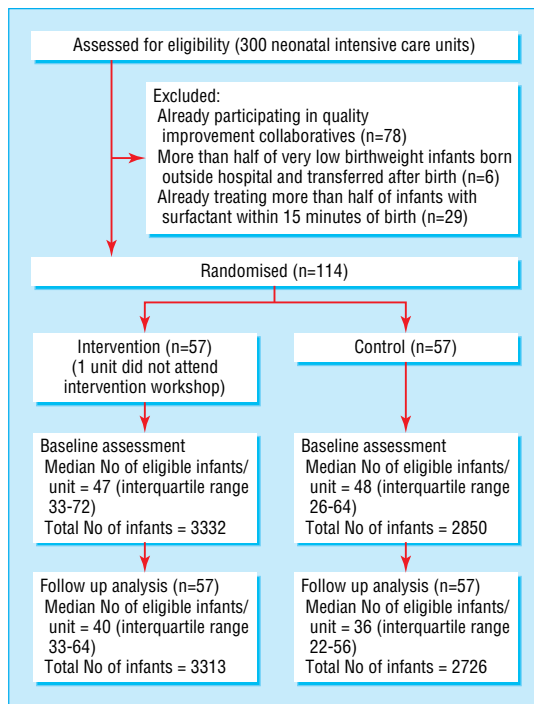 Assessed for eligibility (300 neonatal intensive care units)
Excluded:
Already participating in quality
improvement collaboratives (n=78)
More than half of very low birthweight infants born
outside hospital and transferred after birth (n=6)
Already treating more than half of infants with
surfactant within 15 minutes of birth (n=29)
Randomised (n=114)
Intervention (n=57)
(1 unit did not attend
intervention workshop)
Control (n=57)
Baseline assessment
Median No of eligible infants/
unit = 47 (interquartile range
33-72)
Total No of infants = 3332
Baseline assessment
Median No of eligible infants/
unit = 48 (interquartile range
26-64)
Total No of infants = 2850
Follow up analysis (n=57)
Median No of eligible infants/
unit = 40 (interquartile range
33-64)
Total No of infants = 3313
Follow up analysis (n=57)
Median No of eligible infants/
unit = 36 (interquartile range
22-56)
Total No of infants = 2726